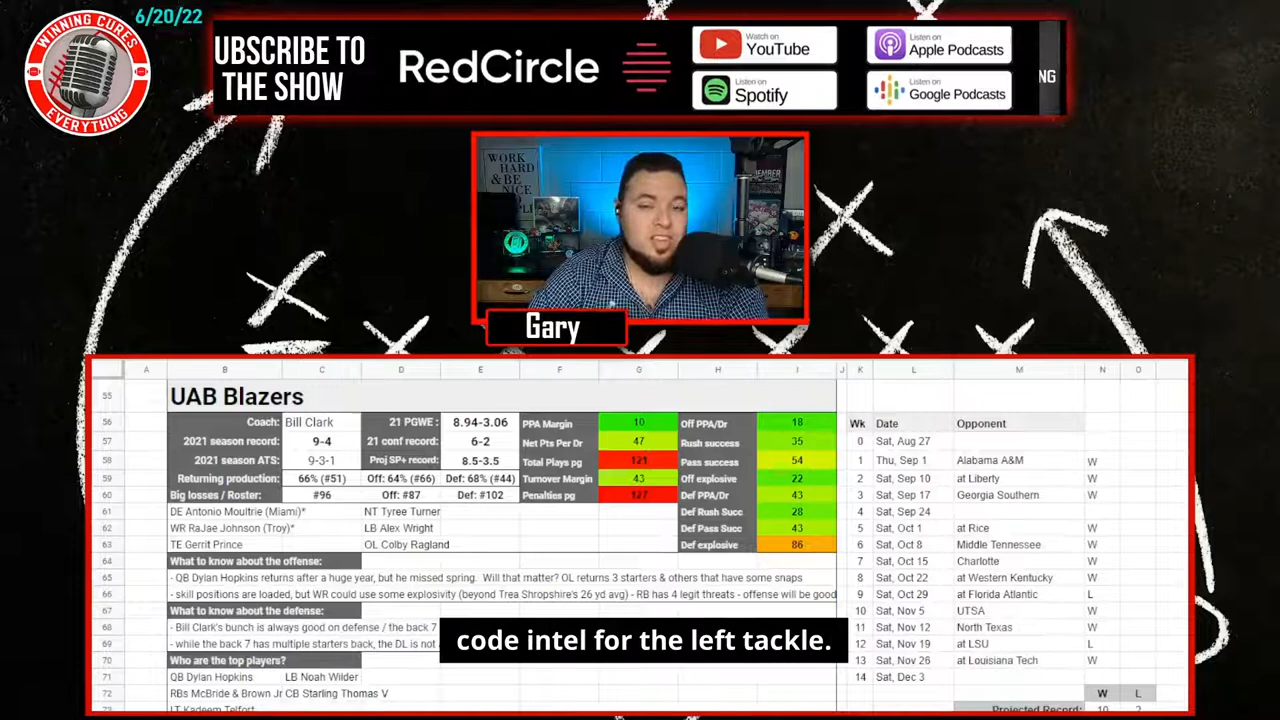 6/20/22
WINNING CURES
EVERYTHING
UBSCRIBE TO
THE SHOW
RedCircle
Watch on
YouTube
Listen on
Spotify
Listen on
Apple Podcasts
Listen on
Google Podcasts
NG
WORK
HARD
& BE
NICE
Gary
A B C D E F G H I J K L M N O
55 UAB Blazers
56 Coach: Bill Clark 21 PGWE : 8.94-3.06 PPA Margin 10 Off PPA/Dr 18 Wk Date Opponent
57 2021 season record: 9-4 21 conf record: 6-2 Net Pts Per Dr 47 Rush success 35 0 Sat, Aug 27
58 2021 season ATS: 9-3-1 Proj SP+ record: 8.5-3.5 Total Plays pg 121 Pass success 54 1 Thu, Sep 1 Alabama A&M W
59 Returning production: 66% (#51) Off: 64% (#66) Def: 68% (#44) Turnover Margin 43 Off explosive 22 2 Sat, Sep 10 at Liberty W
60 Big losses / Roster: #96 Off: #87 Def: #102 Penalties pg 127 Def PPA/Dr 43 3 Sat, Sep 17 Georgia Southern W
61 DE Antonio Moultrie (Miami)* NT Tyree Turner Def Rush Succ 28 4 Sat, Sep 24
62 WR RaJae Johnson (Troy)* LB Alex Wright Def Pass Succ 43 5 Sat, Oct 1 at Rice W
63 TE Gerrit Prince OL Colby Ragland Def explosive 86 6 Sat, Oct 8 Middle Tennessee W
64 What to know about the offense: 7 Sat, Oct 15 Charlotte W
65 - QB Dylan Hopkins returns after a huge year, but he missed spring. Will that matter? OL returns 3 starters & others that have some snaps 8 Sat, Oct 22 at Western Kentucky W
66 - skill positions are loaded, but WR could use some explosivity (beyond Trea Shropshire's 26 yd avg) - RB has 4 legit threats - offense will be good 9 Sat, Oct 29 at Florida Atlantic L
67 What to know about the defense: 10 Sat, Nov 5 UTSA W
68 - Bill Clark's bunch is always good on defense / the back 7 11 Sat, Nov 12 North Texas W
69 - while the back 7 has multiple starters back, the DL is not 12 Sat, Nov 19 at LSU L
70 Who are the top players? 13 Sat, Nov 26 at Louisiana Tech W
71 QB Dylan Hopkins LB Noah Wilder 14 Sat, Dec 3
72 RBs McBride & Brown Jr CB Starling Thomas V W L
73 LT Kadeem Telfort Projected Record: 10 2
code intel for the left tackle.